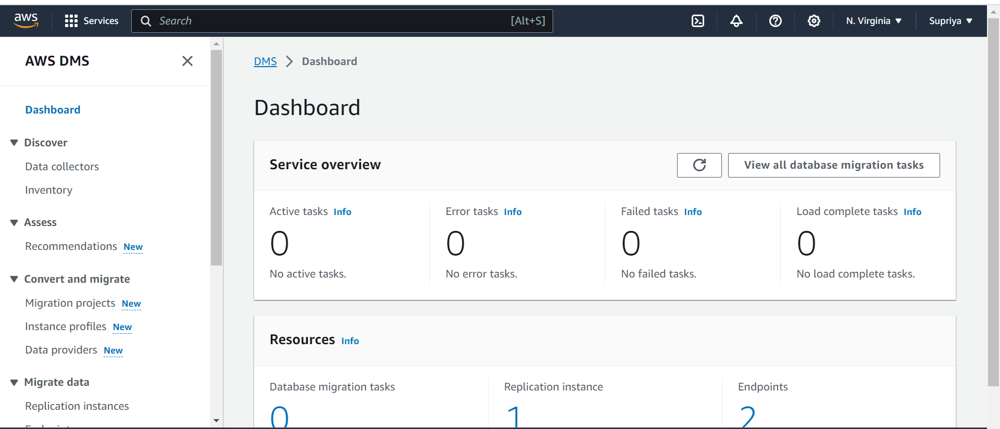 aws Services Search [Alt+S] N. Virginia Supriya
AWS DMS
Dashboard
Discover
Data collectors
Inventory
Assess
Recommendations New
Convert and migrate
Migration projects New
Instance profiles New
Data providers New
Migrate data
Replication instances
DMS Dashboard
Dashboard
Service overview View all database migration tasks
Active tasks Info Error tasks Info Failed tasks Info Load complete tasks Info
0 0 0 0
No active tasks. No error tasks. No failed tasks. No load complete tasks.
Resources Info
Database migration tasks Replication instance Endpoints
0 1 2